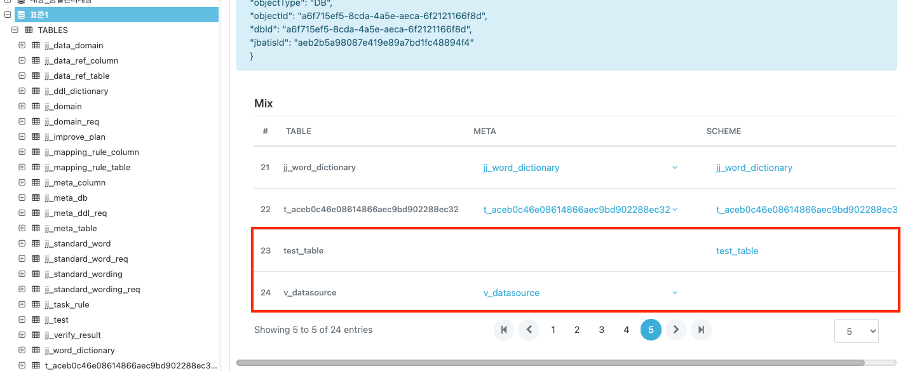 표준1
TABLES
jj_data_domain
jj_data_ref_column
jj_data_ref_table
jj_ddl_dictionary
jj_domain
jj_domain_req
jj_improve_plan
jj_mapping_rule_column
jj_mapping_rule_table
jj_meta_column
jj_meta_db
jj_meta_ddl_req
jj_meta_table
jj_standard_word
jj_standard_word_req
jj_standard_wording
jj_standard_wording_req
jj_task_rule
jj_test
jj_verify_result
jj_word_dictionary
t_aceb0c46e08614866aec9bd902288ec3...
"objectType": "DB",
"objectId": "a6f715ef5-8cda-4a5e-aeca-6f2121166f8d",
"dbId": "a6f715ef5-8cda-4a5e-aeca-6f2121166f8d",
"jbatisId": "aeb2b5a98087e419e89a7bd1fc48894f4"
}
Mix
# TABLE META SCHEME
21 jj_word_dictionary jj_word_dictionary jj_word_dictionary
22 t_aceb0c46e08614866aec9bd902288ec32 t_aceb0c46e08614866aec9bd902288ec32 t_aceb0c46e08614866aec9bd902288ec3
23 test_table test_table
24 v_datasource v_datasource
Showing 5 to 5 of 24 entries 1 2 3 4 5 5